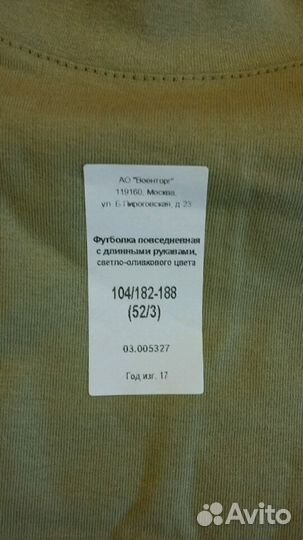 АО "Военторг"
119160, Москва,
ул. Б.Пироговская, д.23
Футболка повседневная
с длинными рукавами,
светло-оливкового цвета
104/182-188
(52/3)
03.005327
Год изг. 17
Avito